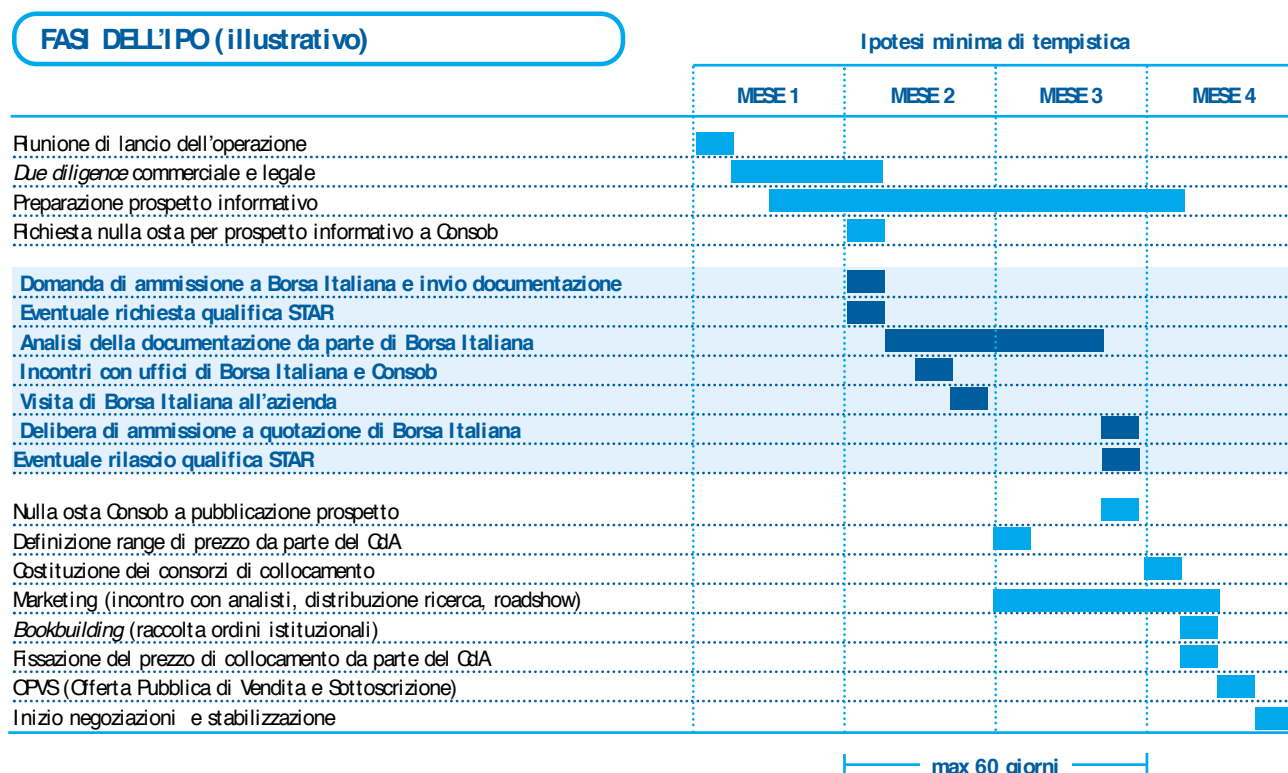 FASI DELL'IPO (illustrativo)
Ipotesi minima di tempistica
MESE 1 MESE 2 MESE 3 MESE 4
Riunione di lancio dell'operazione
Due diligence commerciale e legale
Preparazione prospetto informativo
Richiesta nulla osta per prospetto informativo a Consob
Domanda di ammissione a Borsa Italiana e invio documentazione
Eventuale richiesta qualifica STAR
Analisi della documentazione da parte di Borsa Italiana
Incontri con uffici di Borsa Italiana e Consob
Visita di Borsa Italiana all'azienda
Delibera di ammissione a quotazione di Borsa Italiana
Eventuale rilascio qualifica STAR
Nulla osta Consob a pubblicazione prospetto
Definizione range di prezzo da parte del CdA
Costituzione dei consorzi di collocamento
Marketing (incontro con analisti, distribuzione ricerca, roadshow)
Bookbuilding (raccolta ordini istituzionali)
Fissazione del prezzo di collocamento da parte del CdA
OPVS (Offerta Pubblica di Vendita e Sottoscrizione)
Inizio negoziazioni e stabilizzazione
max 60 giorni